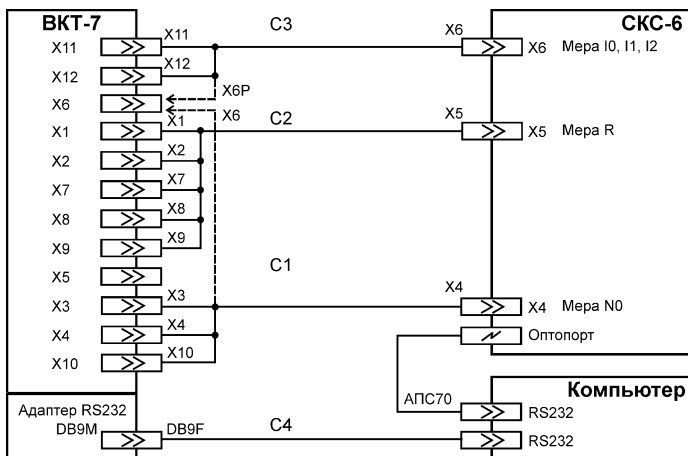 ВКТ-7 СКС-6
X11 X11 C3 X6 X6 Мера I0, I1, I2
X12 X12
X6 X6P
X6
X1 X1 C2 X5 X5 Мера R
X2 X2
X7 X7
X8 X8
X9 X9
X5 C1
X3 X3 X4 X4 Мера N0
X4 X4 Оптопорт
X10 X10
Компьютер
Адаптер RS232 АПС70 RS232
DB9M DB9F C4 RS232